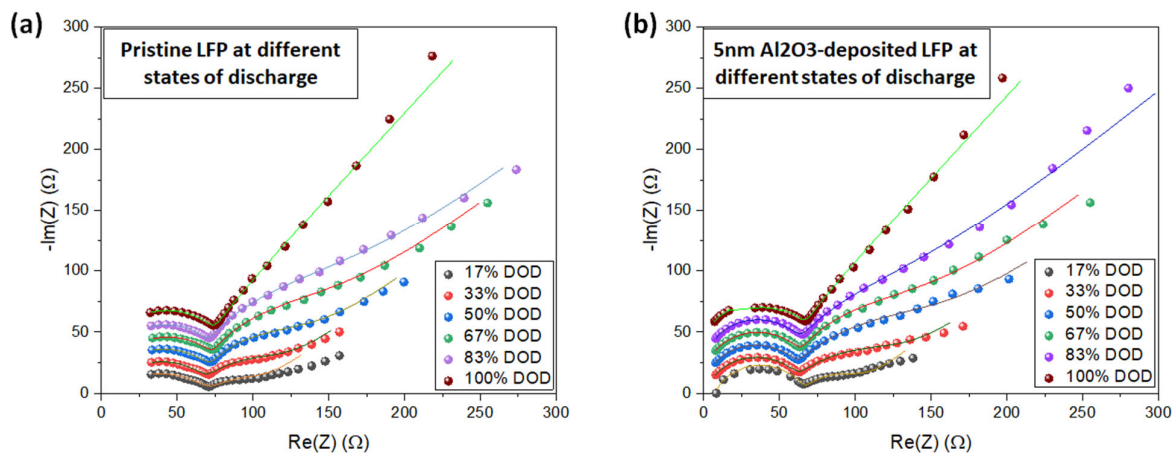 (a)
Pristine LFP at different
states of discharge
300
250
200
150
100
50
0
-Im(Z) (Ω)
17% DOD
33% DOD
50% DOD
67% DOD
83% DOD
100% DOD
0 50 100 150 200 250 300
Re(Z) (Ω)
(b)
5nm Al2O3-deposited LFP at
different states of discharge
300
250
200
150
100
50
0
-Im(Z) (Ω)
17% DOD
33% DOD
50% DOD
67% DOD
83% DOD
100% DOD
0 50 100 150 200 250 300
Re(Z) (Ω)